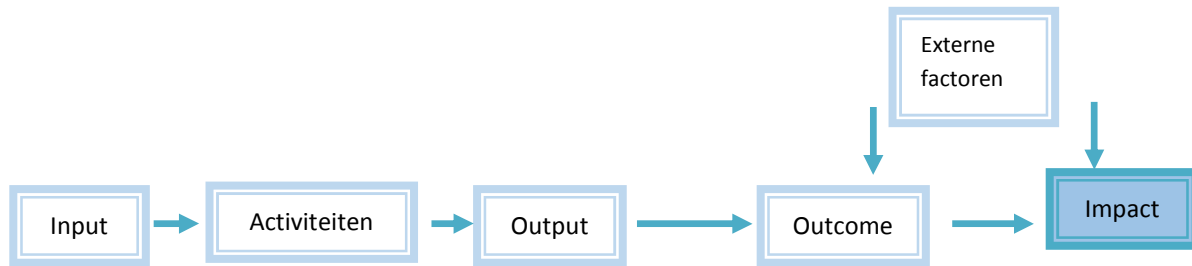 Externe
factoren
Input
Activiteiten
Output
Outcome
Impact